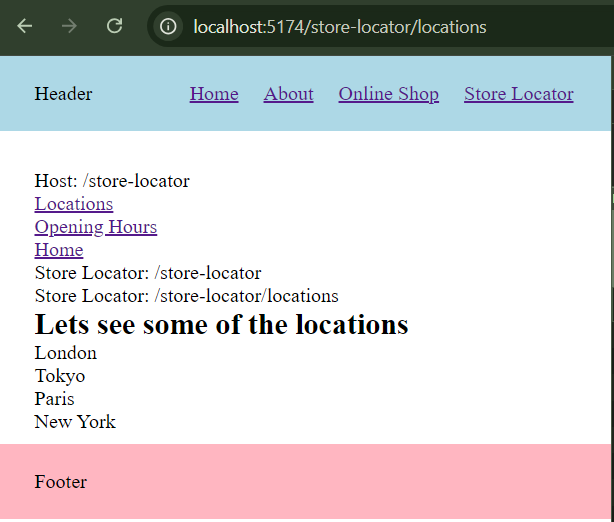 localhost:5174/store-locator/locations
Header Home About Online Shop Store Locator
Host: /store-locator
Locations
Opening Hours
Home
Store Locator: /store-locator
Store Locator: /store-locator/locations
Lets see some of the locations
London
Tokyo
Paris
New York
Footer